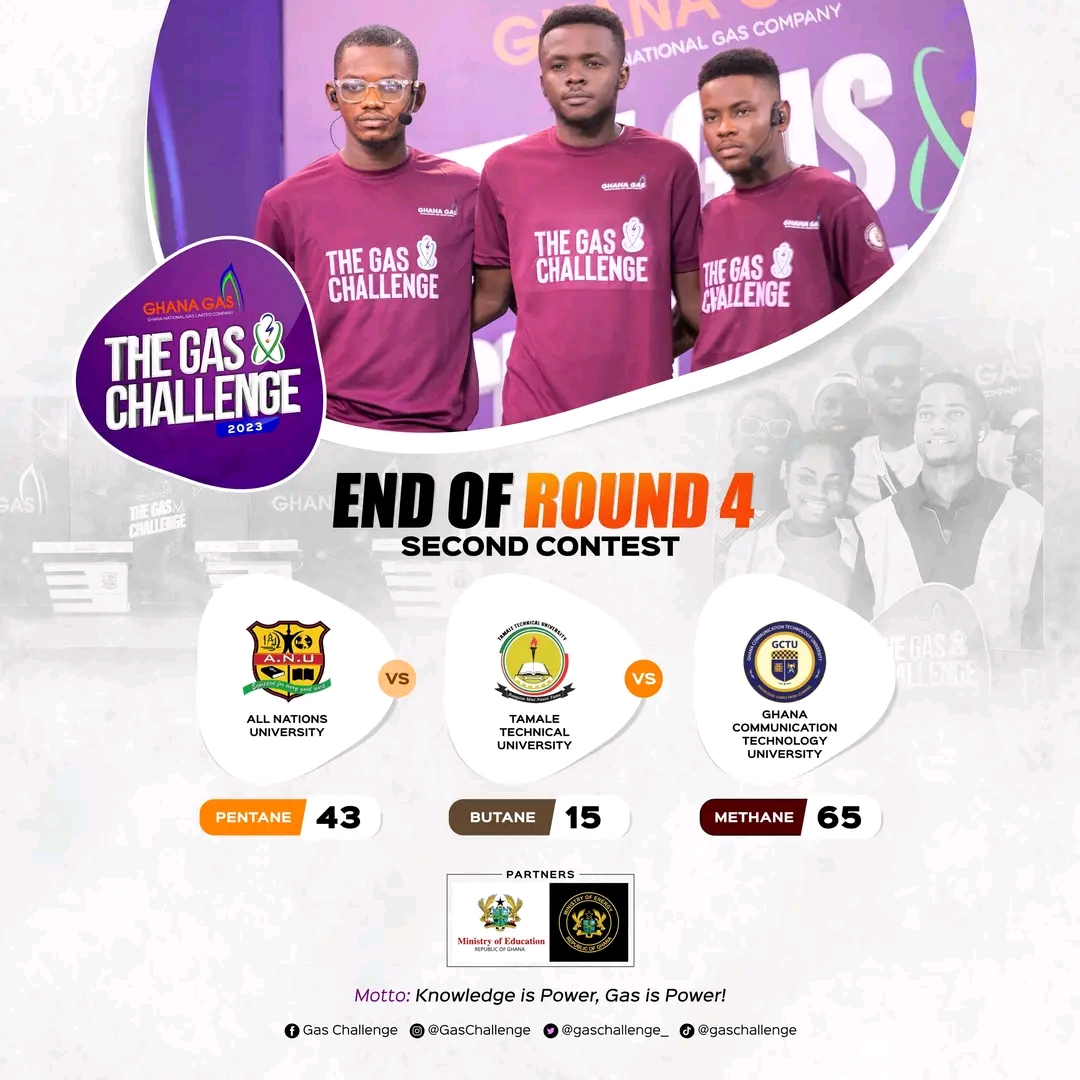 GHANA
NATIONAL GAS COMPANY
GHANA GAS
THE GAS
CHALLENGE
GHANA GAS
THE GAS
CHALLENGE
GHANA GAS
THE GAS
CHALLENGE
GHANA GAS
GHANA NATIONAL GAS LIMITED COMPANY
THE GAS
CHALLENGE
2023
END OF ROUND 4
SECOND CONTEST
A.N.U
ALL NATIONS
UNIVERSITY
VS
TAMALE TECHNICAL UNIVERSITY
TAMALE
TECHNICAL
UNIVERSITY
VS
GHANA COMMUNICATION TECHNOLOGY UNIVERSITY
GCTU
GHANA
COMMUNICATION
TECHNOLOGY
UNIVERSITY
PENTANE 43
BUTANE 15
METHANE 65
PARTNERS
Ministry of Education
REPUBLIC OF GHANA
MINISTRY OF ENERGY
REPUBLIC OF GHANA
Motto: Knowledge is Power, Gas is Power!
Gas Challenge @GasChallenge @gaschallenge_ @gaschallenge